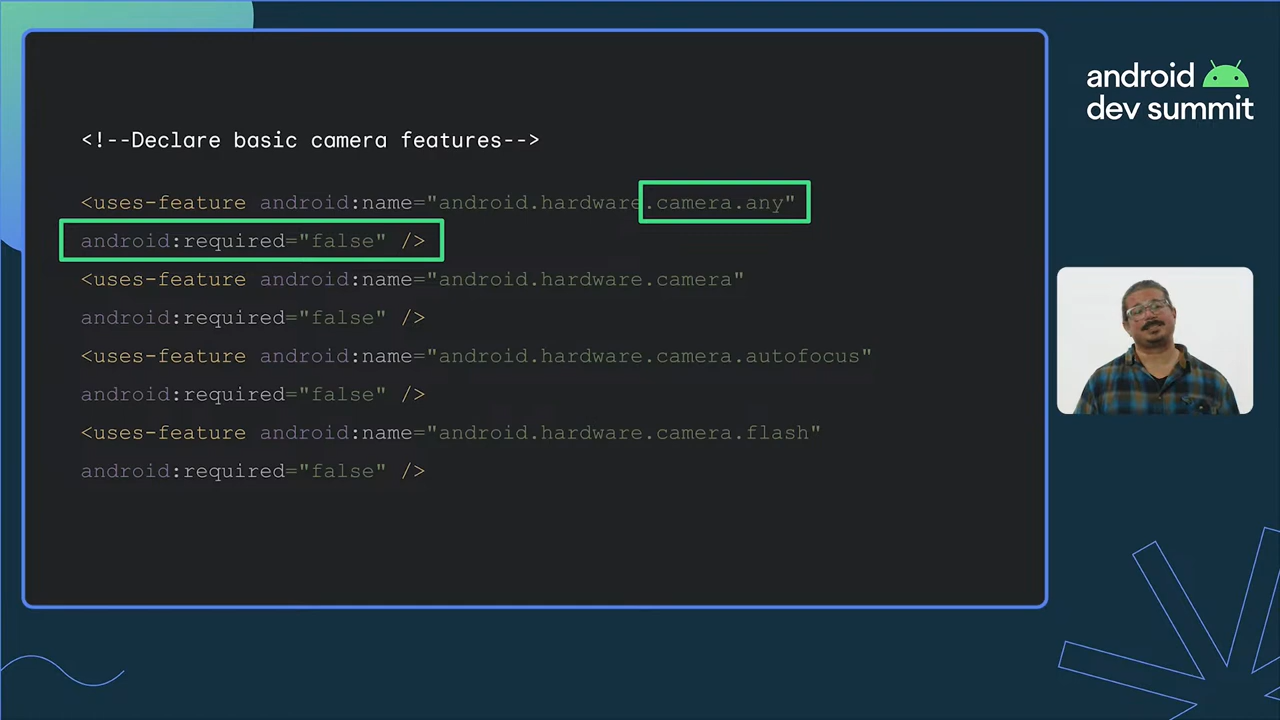 <!--Declare basic camera features-->
<uses-feature android:name="android.hardware.camera.any"
android:required="false" />
<uses-feature android:name="android.hardware.camera"
android:required="false" />
<uses-feature android:name="android.hardware.camera.autofocus"
android:required="false" />
<uses-feature android:name="android.hardware.camera.flash"
android:required="false" />
android
dev summit